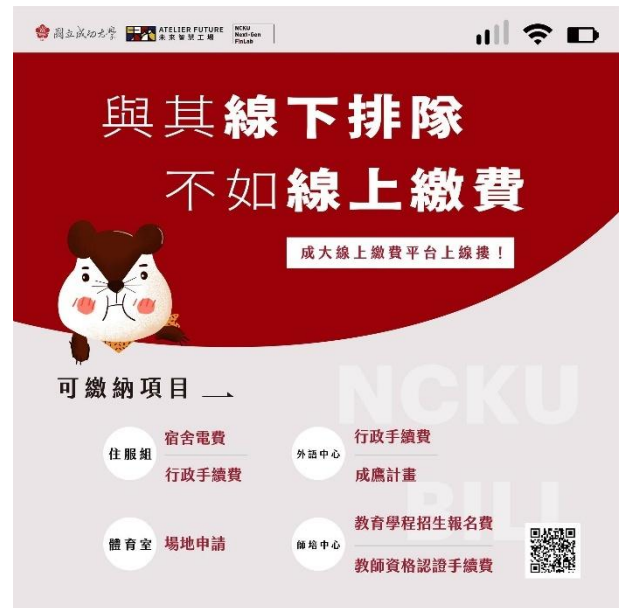 國立成功大學
ATELIER FUTURE
未來智慧工場
NCKU
Next-Gen
FinLab
與其線下排隊
不如線上繳費
成大線上繳費平台上線摟！
可繳納項目
NCKU
BILL
住服組
宿舍電費
行政手續費
外語中心
行政手續費
成鷹計畫
體育室
場地申請
師培中心
教育學程招生報名費
教師資格認證手續費